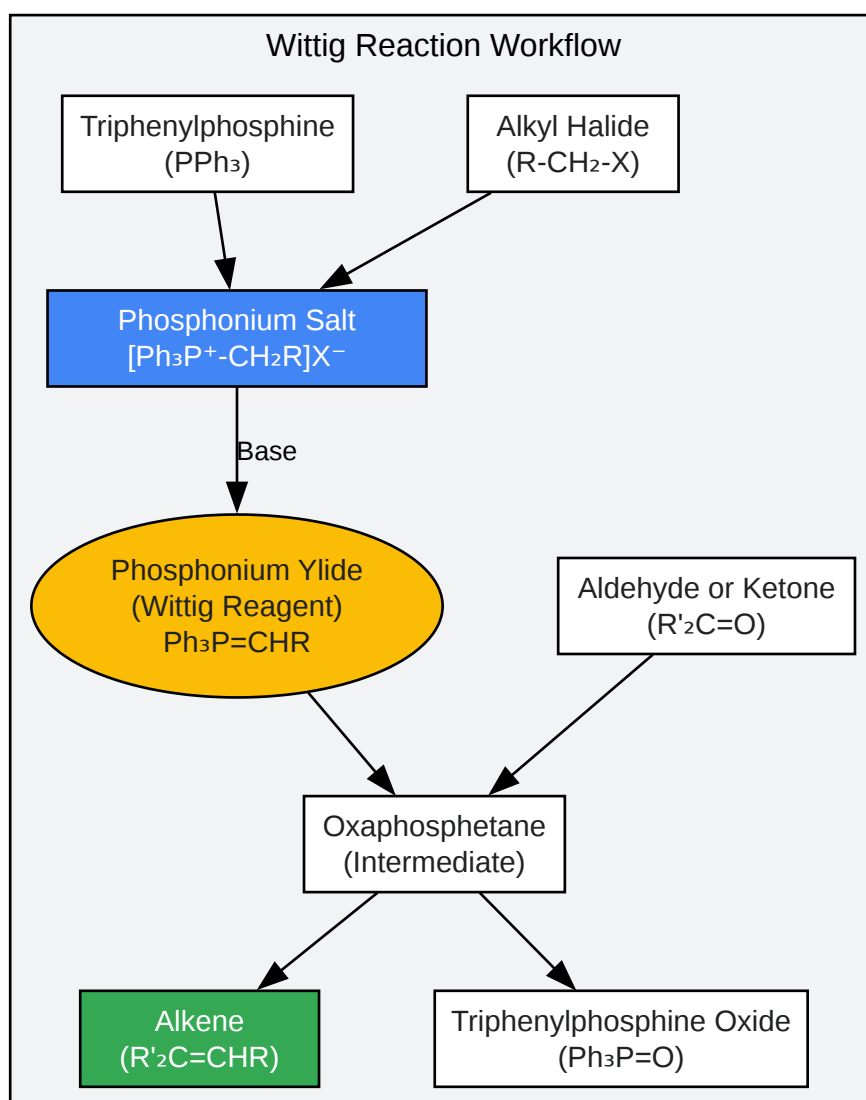 Wittig Reaction Workflow
Triphenylphosphine
(PPh₃)
Alkyl Halide
(R-CH₂-X)
Phosphonium Salt
[Ph₃P⁺-CH₂R]X⁻
Base
Phosphonium Ylide
(Wittig Reagent)
Ph₃P=CHR
Aldehyde or Ketone
(R'₂C=O)
Oxaphosphetane
(Intermediate)
Alkene
(R'₂C=CHR)
Triphenylphosphine Oxide
(Ph₃P=O)